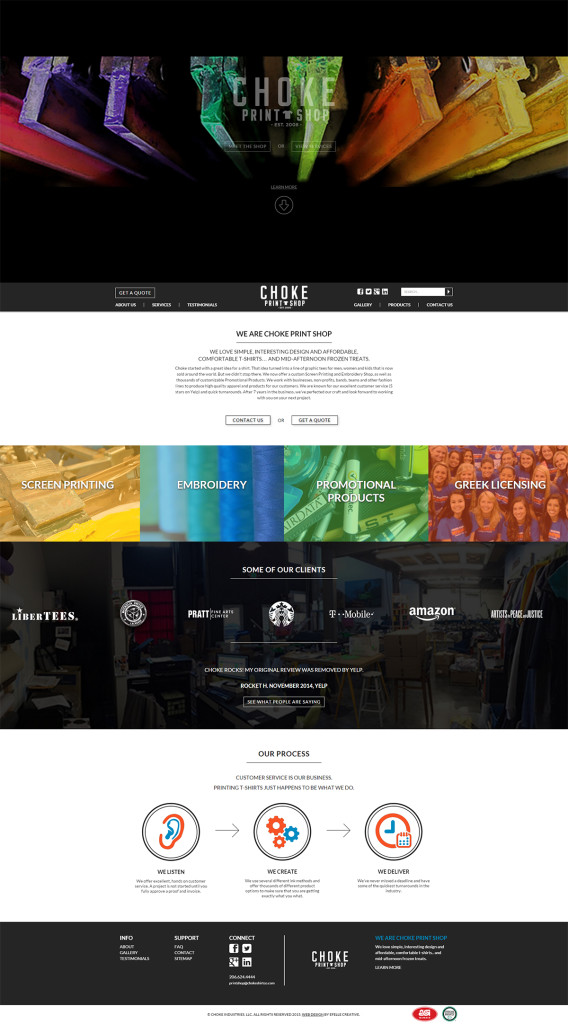 CHOKE
PRINT SHOP
- EST. 2000 -
MEET THE SHOP
OR
VIEW SERVICES
LEARN MORE
GET A QUOTE
ABOUT US | SERVICES | TESTIMONIALS
CHOKE
PRINT SHOP
GALLERY | PRODUCTS | CONTACT US
WE ARE CHOKE PRINT SHOP
WE LOVE SIMPLE, INTERESTING DESIGN AND AFFORDABLE,
COMFORTABLE T-SHIRTS... AND MID-AFTERNOON FROZEN TREATS.
Choke started with a great idea for a shirt. That idea turned into a line of graphic tees for men, women and kids that is now
sold around the world. But we didn't stop there. We now offer a custom Screen Printing and Embroidery Shop, as well as
thousands of customizable Promotional Products. We work with businesses, non-profits, bands, teams and other fashion
lines to produce high quality apparel and products for our customers. We are known for our excellent customer service (5
stars on Yelp) and quick turnarounds. After 7 years in the business, we've perfected our craft and look forward to working
with you on your next project.
CONTACT US
OR
GET A QUOTE
SCREEN PRINTING
EMBROIDERY
PROMOTIONAL
PRODUCTS
GREEK LICENSING
SOME OF OUR CLIENTS
LIBERTEES
PRATT FINE ARTS
CENTER
T··Mobile·
amazon
ARTISTS for PEACE and JUSTICE
CHOKE ROCKS! MY ORIGINAL REVIEW WAS REMOVED BY YELP.
ROCKET H, NOVEMBER 2014, YELP
SEE WHAT PEOPLE ARE SAYING
OUR PROCESS
CUSTOMER SERVICE IS OUR BUSINESS.
PRINTING T-SHIRTS JUST HAPPENS TO BE WHAT WE DO.
WE LISTEN
We offer excellent, hands on customer
service. A project is not started until you
fully approve a proof and invoice.
WE CREATE
We use several different ink methods and
offer thousands of different product
options to make sure that you are getting
exactly what you want.
WE DELIVER
We've never missed a deadline and have
some of the quickest turnarounds in the
industry.
INFO
ABOUT
GALLERY
TESTIMONIALS
SUPPORT
FAQ
CONTACT
SITEMAP
CONNECT
206.624.4444
printshop@chokeshirts.com
CHOKE
PRINT SHOP
WE ARE CHOKE PRINT SHOP
We love simple, interesting design and
affordable, comfortable t-shirts.. and
mid-afternoon frozen treats.
LEARN MORE
© CHOKE INDUSTRIES LLC. ALL RIGHTS RESERVED 2015. WEB DESIGN BY EFELLE CREATIVE.